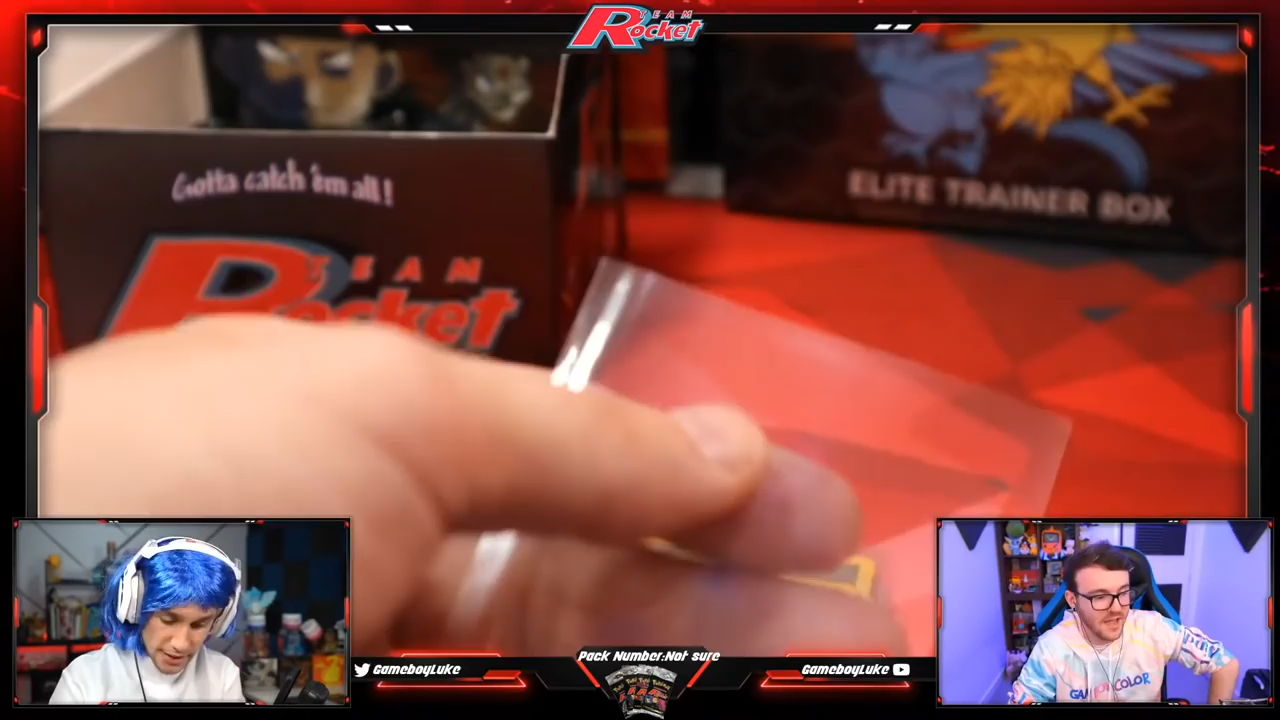 TEAM
Rocket
Gotta catch 'em all!
TEAM
Rocket
ELITE TRAINER BOX
Pack Number:Not sure
GameboyLuke
GameboyLuke